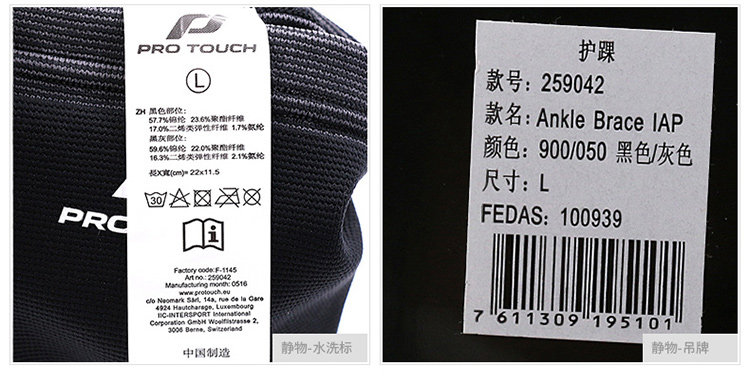 PRO TOUCH
L
ZH 黑色部位:
57.7%锦纶 23.6%聚酯纤维
17.0%二烯类弹性纤维 1.7%氨纶
黑灰部位:
59.6%锦纶 22.0%聚酯纤维
16.3%二烯类弹性纤维 2.1%氨纶
長X寬(cm)= 22x11.5
30
PRO
Factory code: F-1145
Art no.: 259042
Manufacturing month: 0516
www.protouch.eu
c/o Neomark Sàrl, 14a, rue de la Gare
4924 Hautcharage, Luxembourg
IIC-INTERSPORT International
Corporation GmbH Woelflistrasse 2,
3006 Berne, Switzerland
中国制造
静物-水洗标
护踝
款号: 259042
款名: Ankle Brace IAP
颜色: 900/050 黑色/灰色
尺寸: L
FEDAS: 100939
7 611309 195101
静物-吊牌